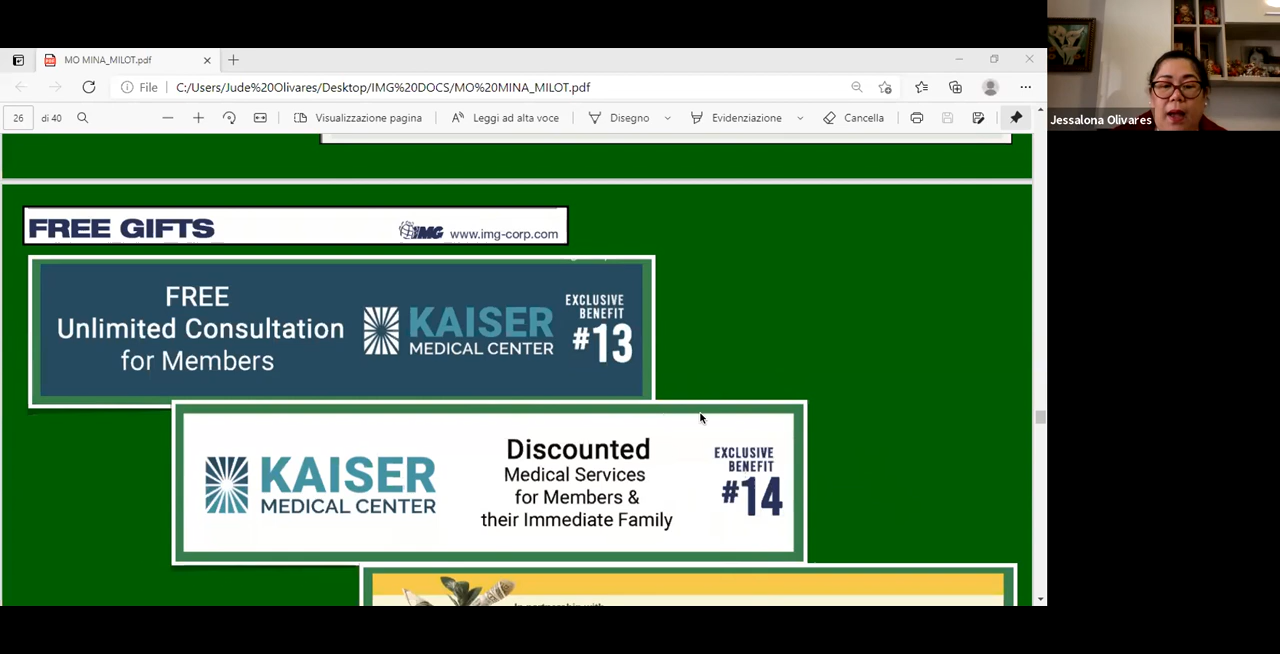 MO MINA_MILOT.pdf
File
C:/Users/Jude%20Olivares/Desktop/IMG%20DOCS/MO%20MINA_MILOT.pdf
26 di 40
Visualizzazione pagina
Leggi ad alta voce
Disegno
Evidenziazione
Cancella
Jessalona Olivares
FREE GIFTS
IMG www.img-corp.com
FREE
Unlimited Consultation
for Members
KAISER
MEDICAL CENTER
EXCLUSIVE
BENEFIT
#13
KAISER
MEDICAL CENTER
Discounted
Medical Services
for Members &
their Immediate Family
EXCLUSIVE
BENEFIT
#14